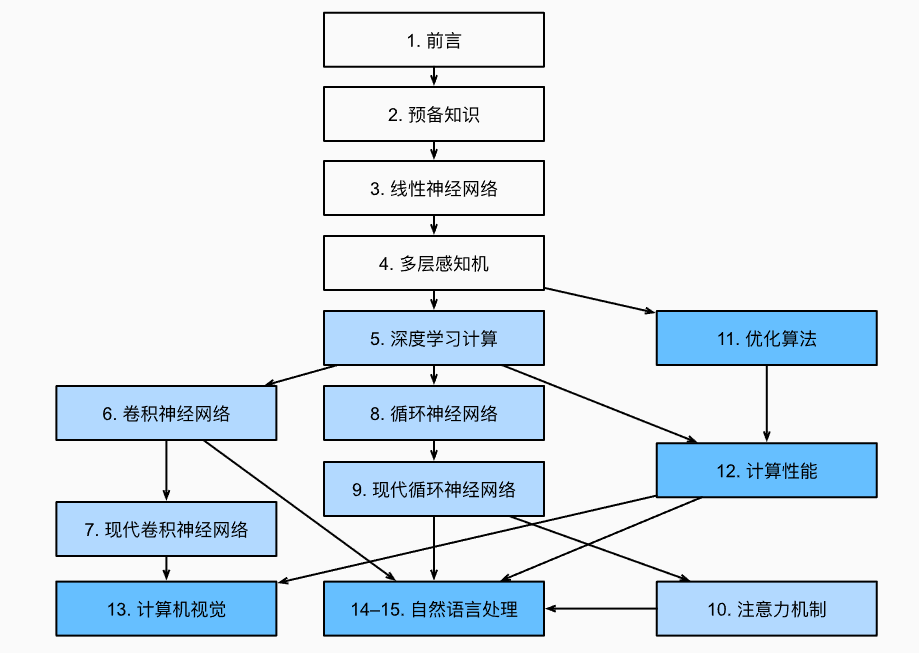 1. 前言
2. 预备知识
3. 线性神经网络
4. 多层感知机
5. 深度学习计算
11. 优化算法
6. 卷积神经网络
8. 循环神经网络
12. 计算性能
9. 现代循环神经网络
7. 现代卷积神经网络
13. 计算机视觉
14–15. 自然语言处理
10. 注意力机制